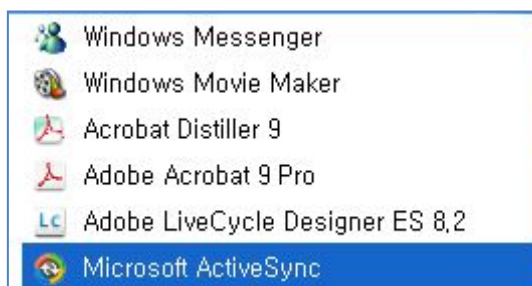 Windows Messenger
Windows Movie Maker
Acrobat Distiller 9
Adobe Acrobat 9 Pro
LC Adobe LiveCycle Designer ES 8,2
Microsoft ActiveSync